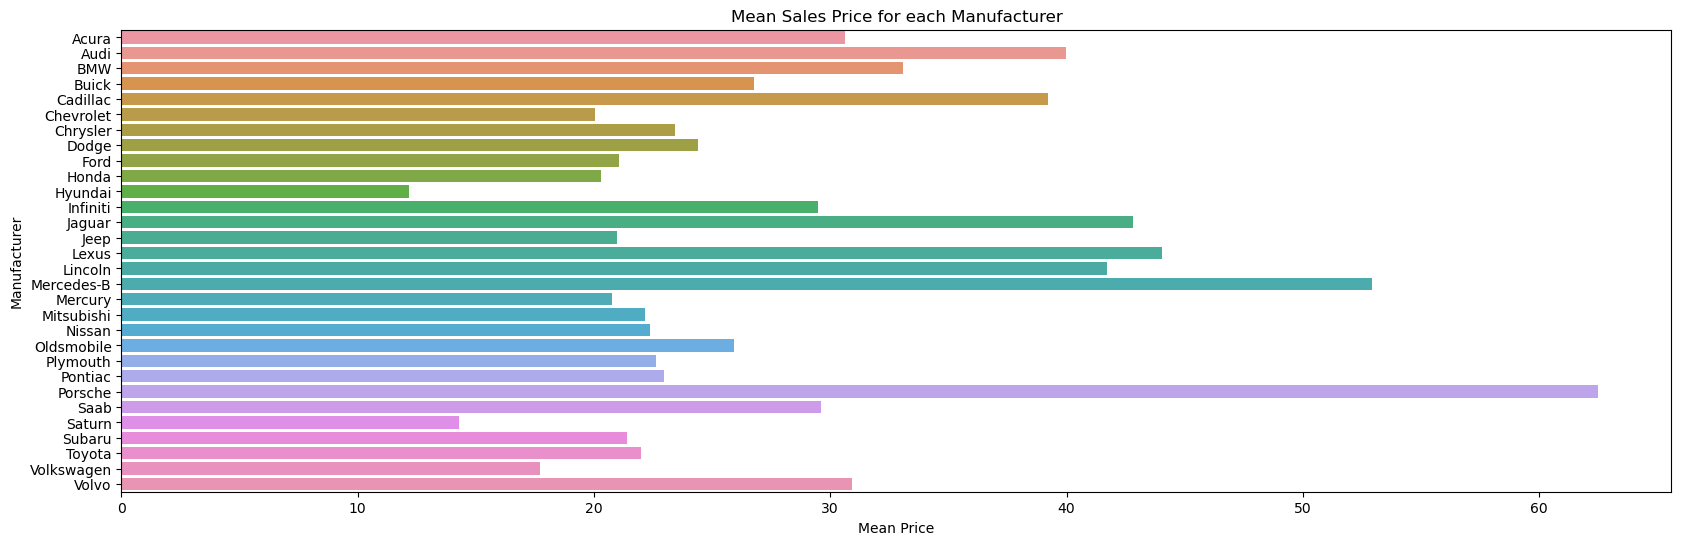 Mean Sales Price for each Manufacturer
Manufacturer
Acura
Audi
BMW
Buick
Cadillac
Chevrolet
Chrysler
Dodge
Ford
Honda
Hyundai
Infiniti
Jaguar
Jeep
Lexus
Lincoln
Mercedes-B
Mercury
Mitsubishi
Nissan
Oldsmobile
Plymouth
Pontiac
Porsche
Saab
Saturn
Subaru
Toyota
Volkswagen
Volvo
0 10 20 30 40 50 60
Mean Price